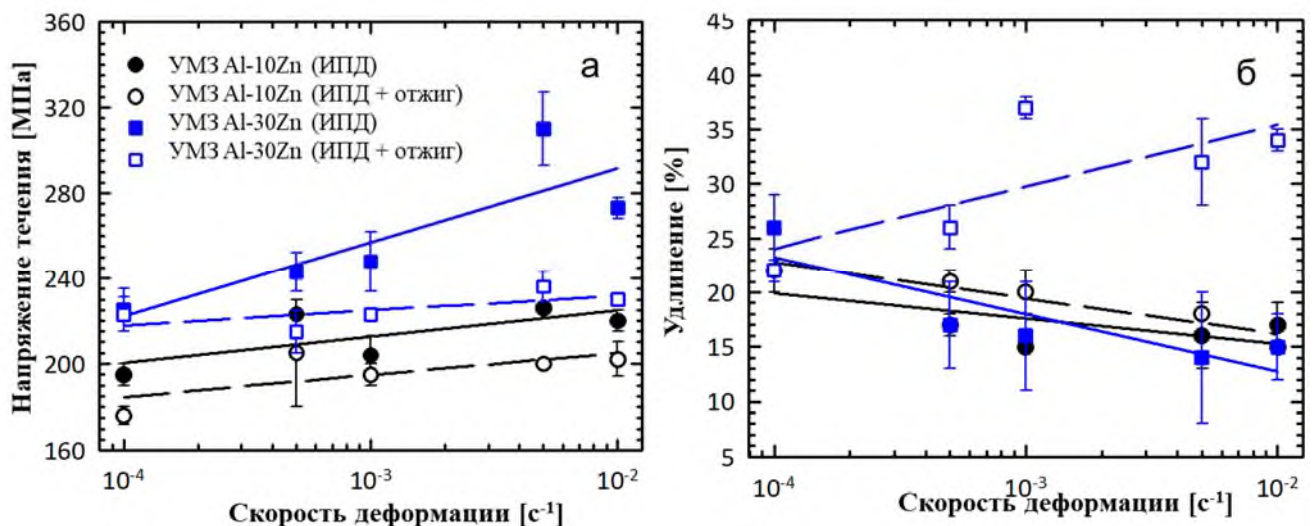 360
320
280
240
200
160
Напряжение течения [МПа]
а
УМЗ Al-10Zn (ИПД)
УМЗ Al-10Zn (ИПД + отжиг)
УМЗ Al-30Zn (ИПД)
УМЗ Al-30Zn (ИПД + отжиг)
10⁻⁴
10⁻³
10⁻²
Скорость деформации [с⁻¹]
45
40
35
30
25
20
15
10
5
Удлинение [%]
б
10⁻⁴
10⁻³
10⁻²
Скорость деформации [с⁻¹]